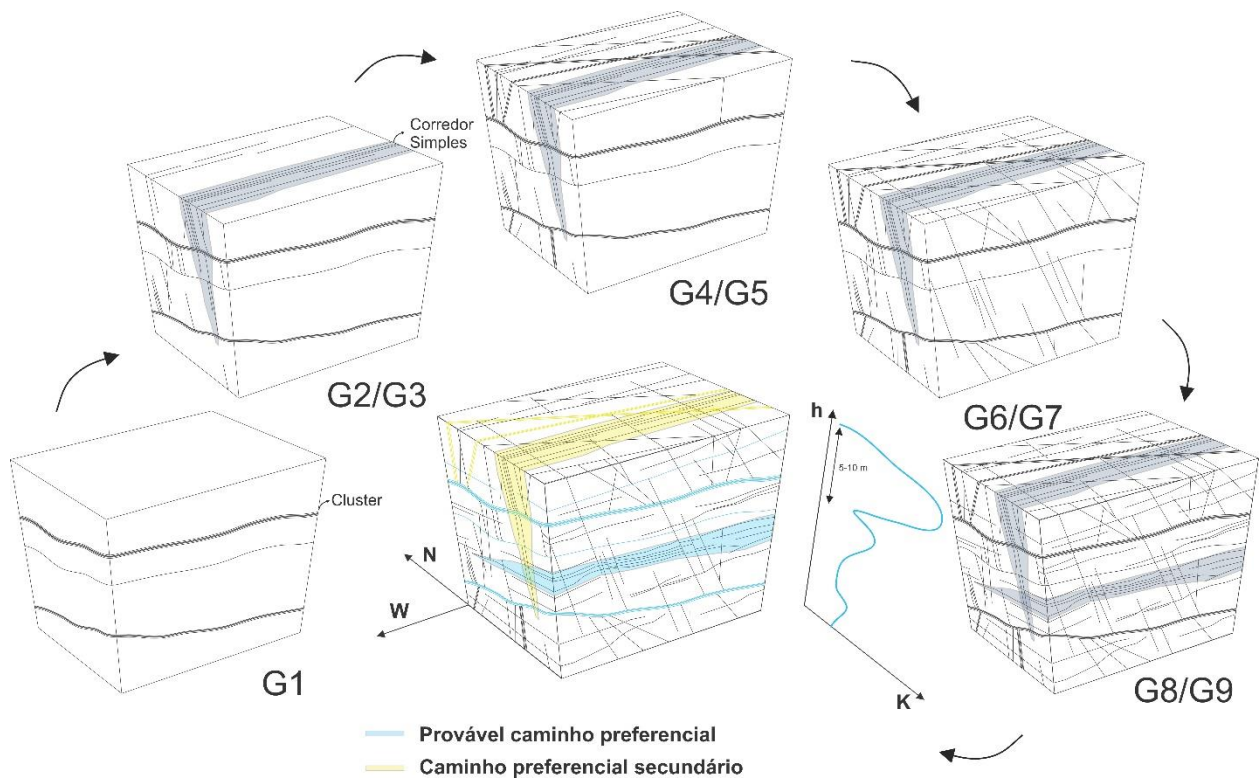 Corredor
Simples
G4/G5
G2/G3
G6/G7
Cluster
h
5-10 m
N
W
G1
K
G8/G9
Provável caminho preferencial
Caminho preferencial secundário